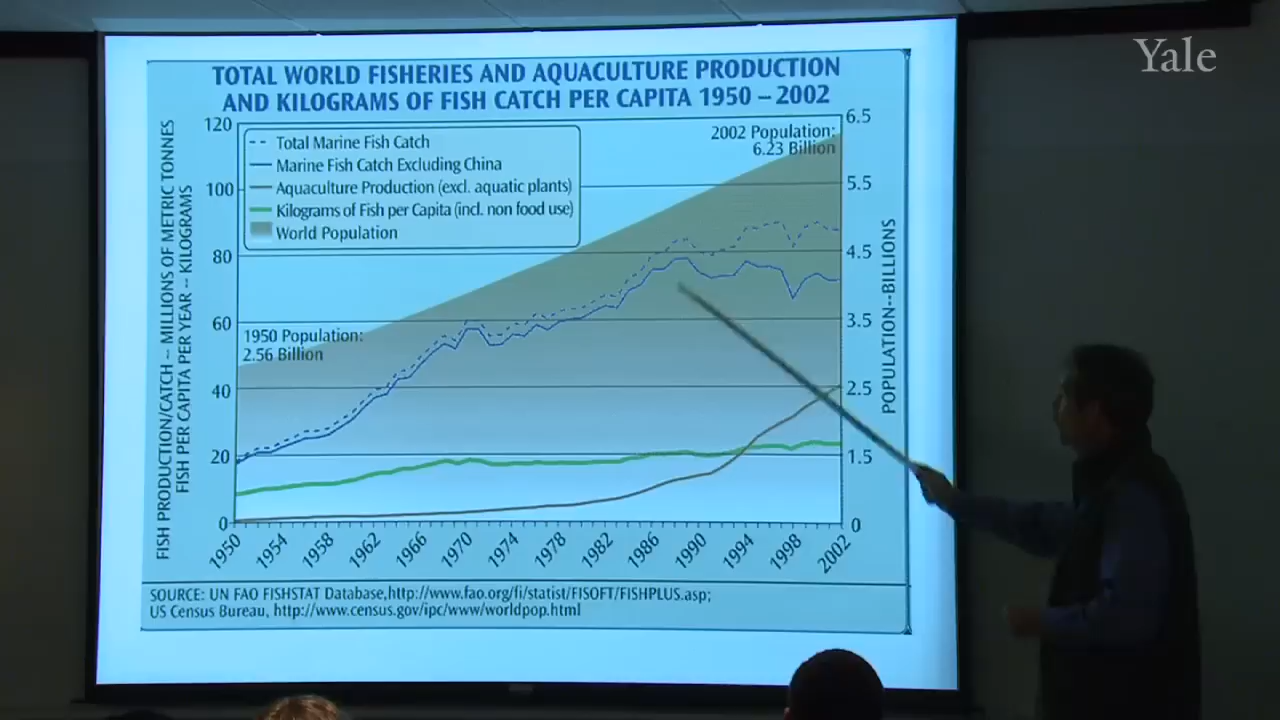 Yale
TOTAL WORLD FISHERIES AND AQUACULTURE PRODUCTION
AND KILOGRAMS OF FISH CATCH PER CAPITA 1950 – 2002
FISH PRODUCTION/CATCH -- MILLIONS OF METRIC TONNES
FISH PER CAPITA PER YEAR -- KILOGRAMS
120
100
80
60
40
20
0
Total Marine Fish Catch
Marine Fish Catch Excluding China
Aquaculture Production (excl. aquatic plants)
Kilograms of Fish per Capita (incl. non food use)
World Population
2002 Population:
6.23 Billion
1950 Population:
2.56 Billion
6.5
5.5
4.5
3.5
2.5
1.5
0
POPULATION--BILLIONS
1950 1954 1958 1962 1966 1970 1974 1978 1982 1986 1990 1994 1998 2002
SOURCE: UN FAO FISHSTAT Database,http://www.fao.org/fi/statist/FISOFT/FISHPLUS.asp;
US Census Bureau, http://www.census.gov/ipc/www/worldpop.html